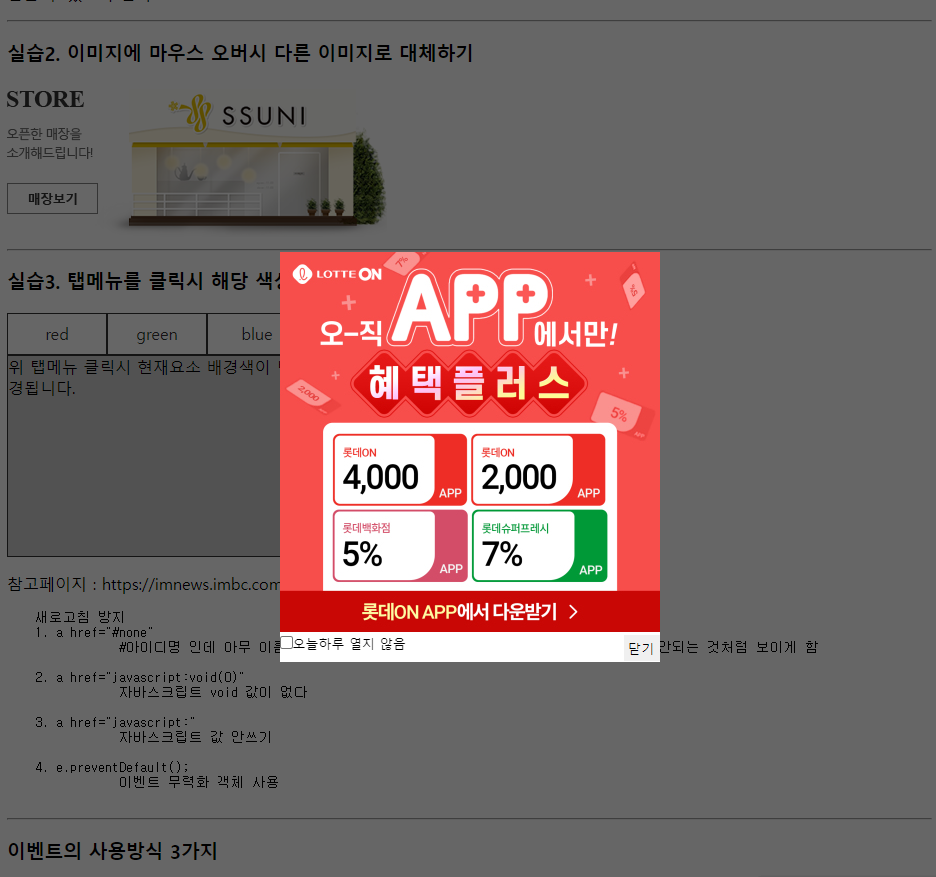 실습2. 이미지에 마우스 오버시 다른 이미지로 대체하기
STORE
오픈한 매장을
소개해드립니다!
매장보기
SSUNI
실습3. 탭메뉴를 클릭시 해당 색
red
green
blue
위 탭메뉴 클릭시 현재요소 배경색이
경됩니다.
LOTTE ON
7%
%5
오-직 APP 에서만!
혜택플러스
2,000
5%
롯데ON
4,000
APP
롯데ON
2,000
APP
롯데백화점
5%
APP
롯데슈퍼프레시
7%
APP
롯데ON APP에서 다운받기 >
오늘하루 열지 않음
닫기
참고페이지 : https://imnews.imbc.com
새로고침 방지
1. a href="#none"
#아이디명 인데 아무 안되는 것처럼 보이게 함
2. a href="javascript:void(0)"
자바스크립트 void 값이 없다
3. a href="javascript:"
자바스크립트 값 안쓰기
4. e.preventDefault();
이벤트 무력화 객체 사용
이벤트의 사용방식 3가지